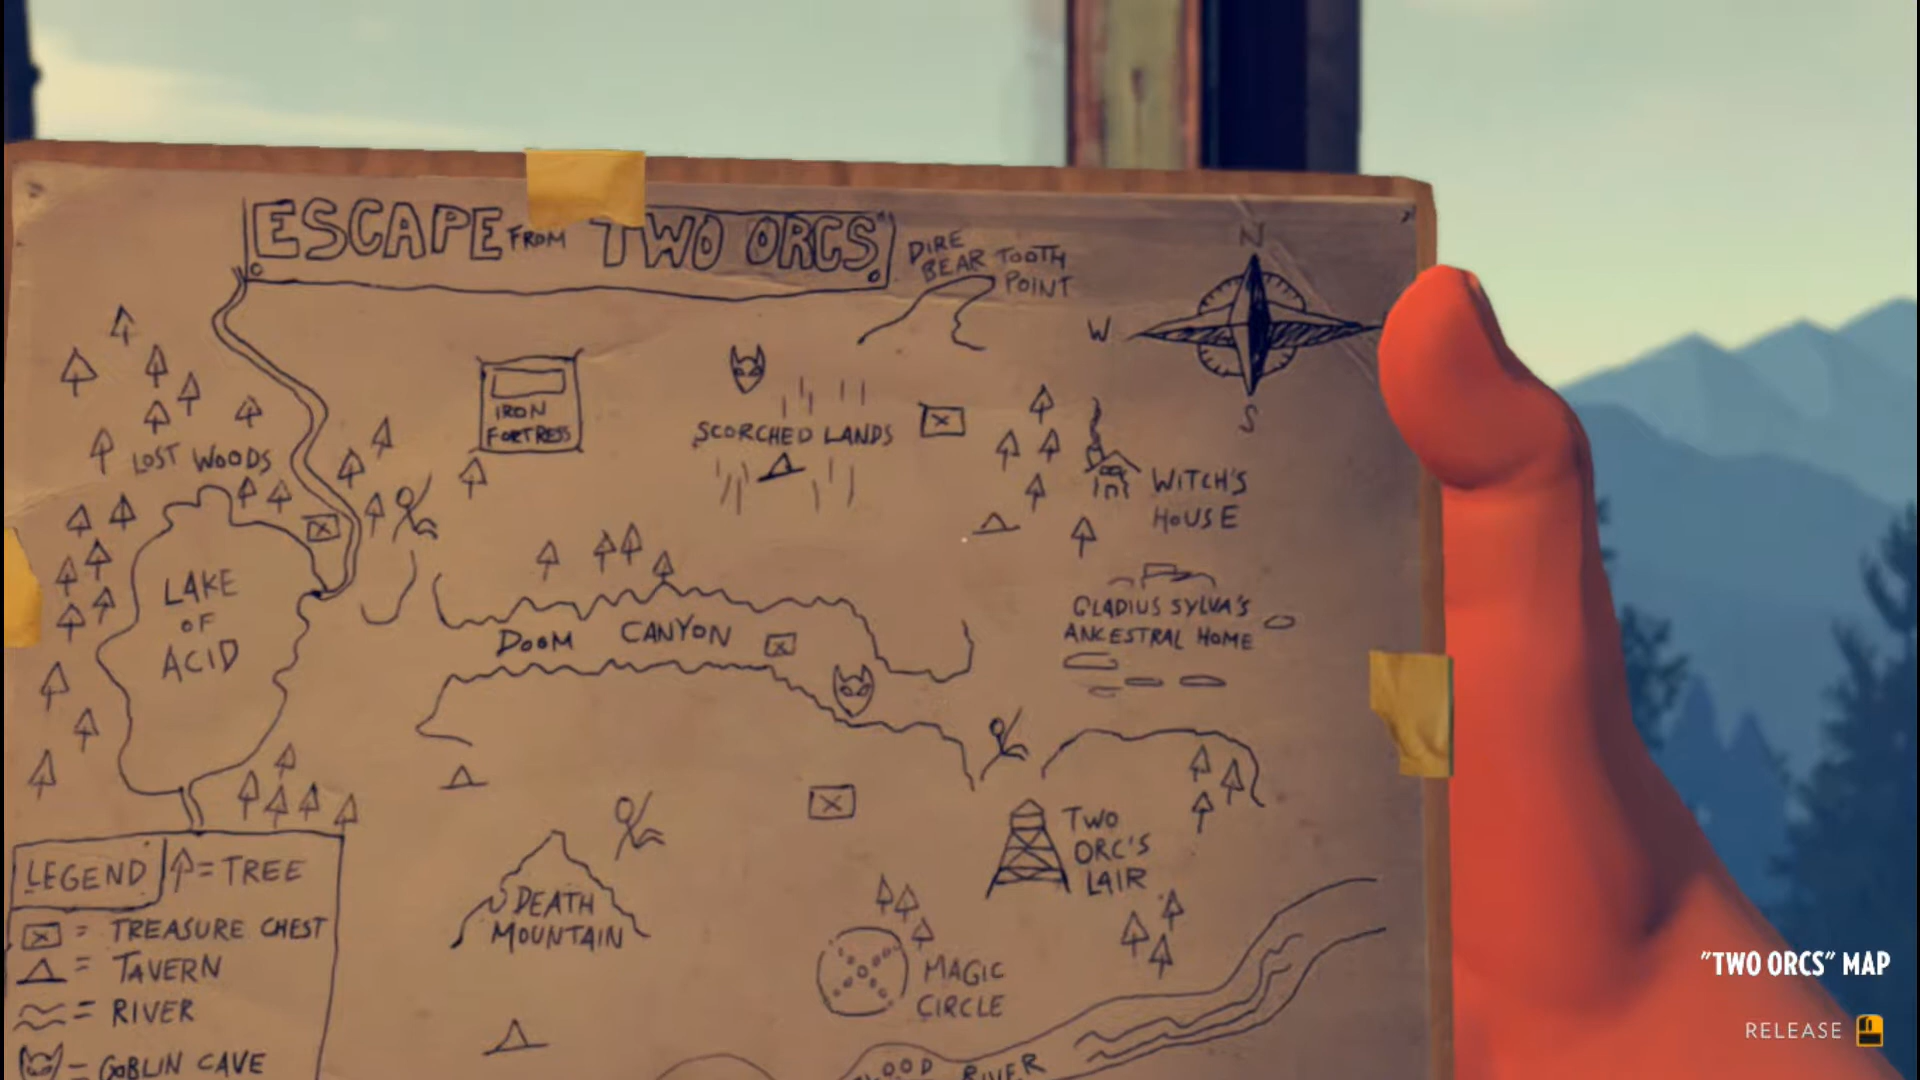 ESCAPE FROM "TWO ORCS"
DIRE
BEAR TOOTH
POINT
N
W
S
IRON
FORTRESS
SCORCHED LANDS
LOST WOODS
WITCH'S
HOUSE
LAKE
OF
ACID
GLADIUS SYLVA'S
ANCESTRAL HOME
DOOM CANYON
TWO
ORC'S
LAIR
DEATH
MOUNTAIN
MAGIC
CIRCLE
LEGEND
= TREE
X = TREASURE CHEST
= TAVERN
= RIVER
= GOBLIN CAVE
RIVER
"TWO ORCS" MAP
RELEASE